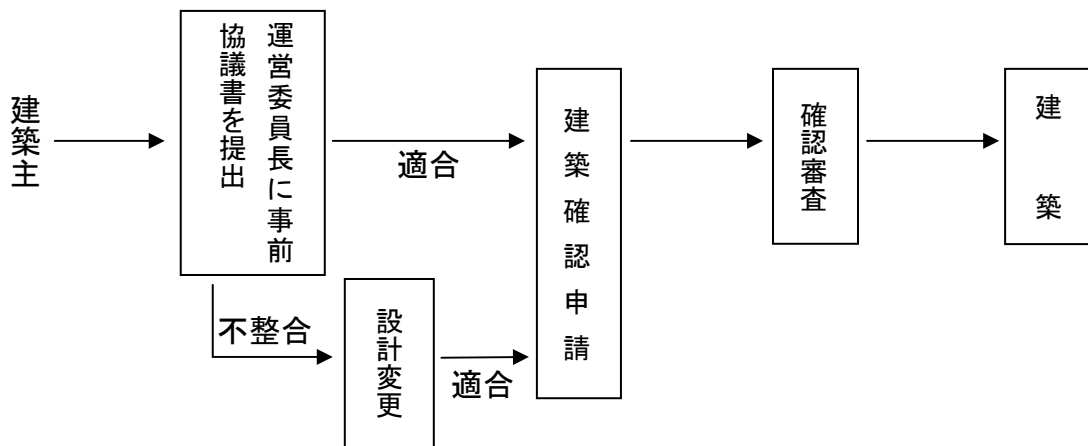 建築主
運営委員長に事前
協議書を提出
適合
不整合
設計変更
適合
建築確認申請
確認審査
建築